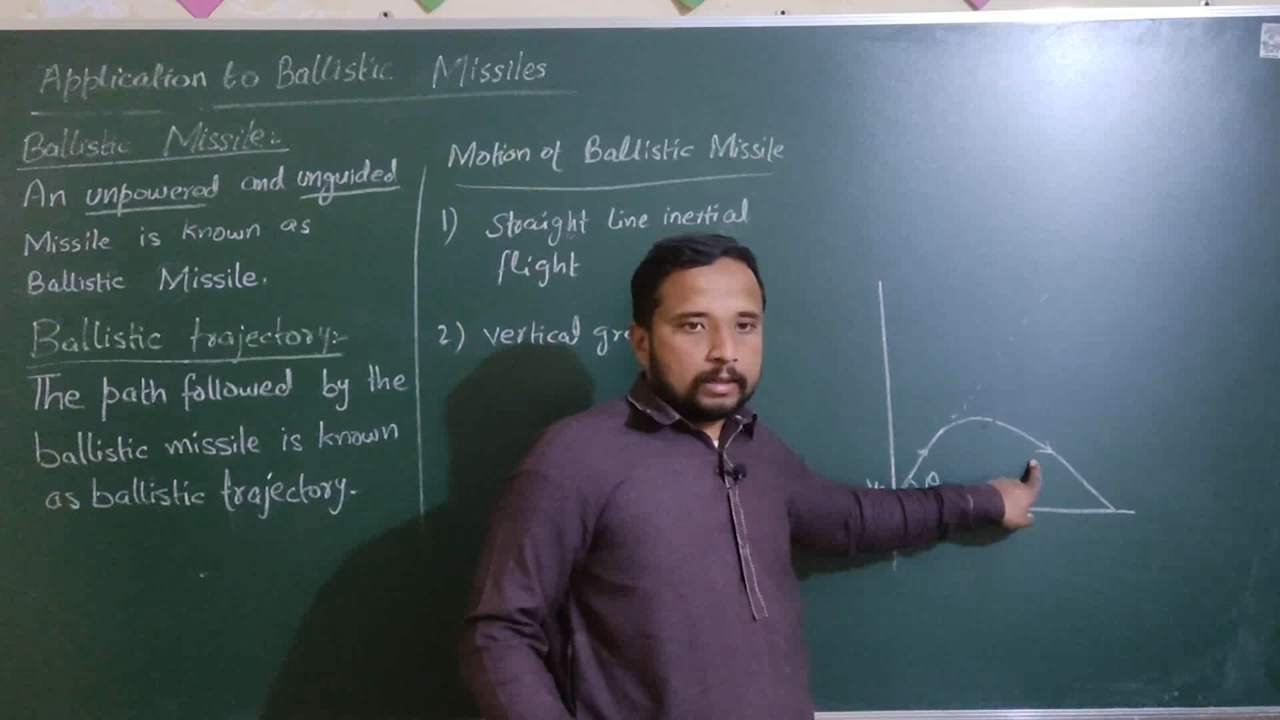 Application to Ballistic Missiles
Ballistic Missile:-
An unpowered and unguided
Missile is known as
Ballistic Missile.
Ballistic trajectory:-
The path followed by the
ballistic missile is known
as ballistic trajectory.
Motion of Ballistic Missile
1) Straight line inertial
flight
2) vertical
θ